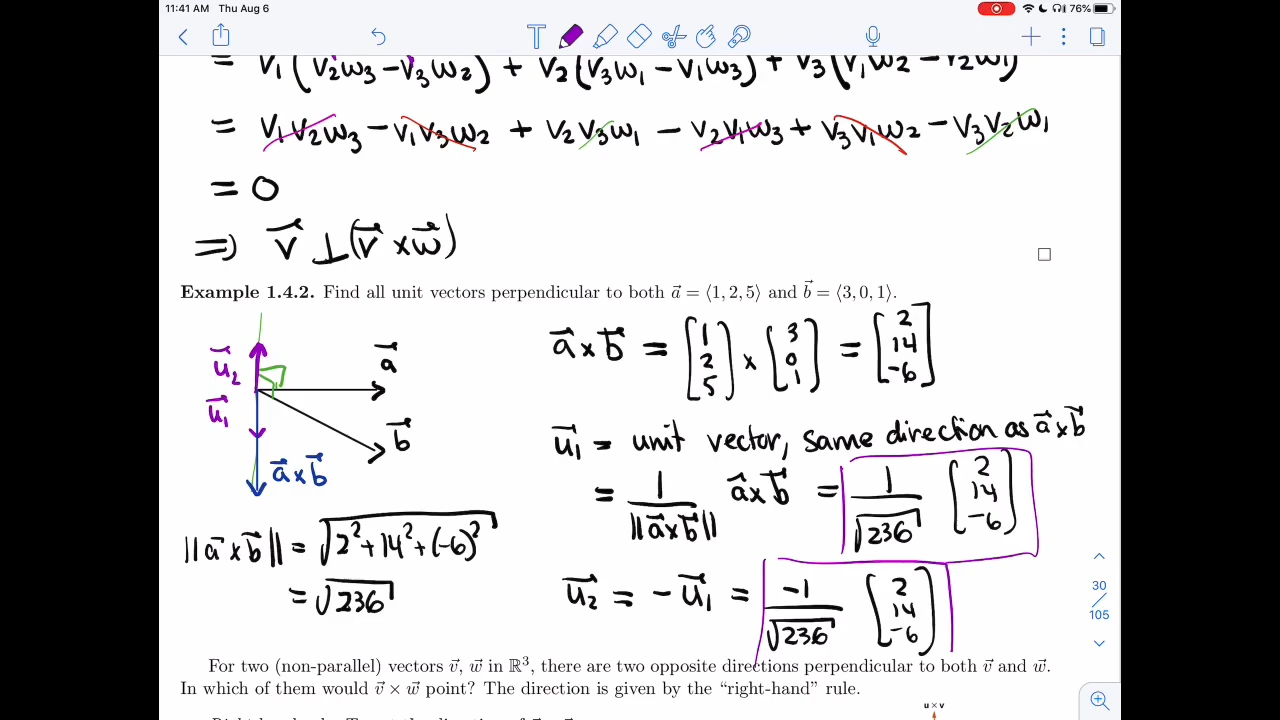 11:41 AM Thu Aug 6
76%
T
= v₁(v₂w₃ − v₃w₂) + v₂(v₃w₁ − v₁w₃) + v₃(v₁w₂ − v₂w₁)
= v₁v₂w₃ − v₁v₃w₂ + v₂v₃w₁ − v₂v₁w₃ + v₃v₁w₂ − v₃v₂w₁
= 0
⇒ v⃗ ⊥ (v⃗ × w⃗)
□
Example 1.4.2. Find all unit vectors perpendicular to both a⃗ = ⟨1, 2, 5⟩ and b⃗ = ⟨3, 0, 1⟩.
u⃗₂
u⃗₁
a⃗
b⃗
a⃗×b⃗
||a⃗×b⃗|| = √(2²+14²+(-6)²)
= √236
a⃗×b⃗ = [1 2 5] × [3 0 1] = [2 14 -6]
u⃗₁ = unit vector, same direction as a⃗×b⃗
= 1/||a⃗×b⃗|| a⃗×b⃗ = 1/√236 [2 14 -6]
u⃗₂ = −u⃗₁ = -1/√236 [2 14 -6]
30
/
105
For two (non-parallel) vectors v⃗, w⃗ in ℝ³, there are two opposite directions perpendicular to both v⃗ and w⃗.
In which of them would v⃗ × w⃗ point? The direction is given by the “right-hand” rule.
u × v